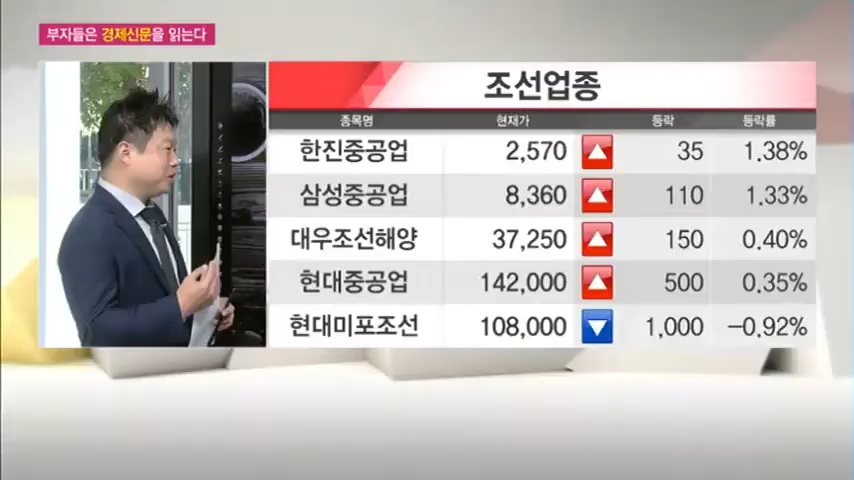 부자들은 경제신문을 읽는다
조선업종
종목명 현재가 등락 등락률
한진중공업 2,570 ▲ 35 1.38%
삼성중공업 8,360 ▲ 110 1.33%
대우조선해양 37,250 ▲ 150 0.40%
현대중공업 142,000 ▲ 500 0.35%
현대미포조선 108,000 ▼ 1,000 -0.92%